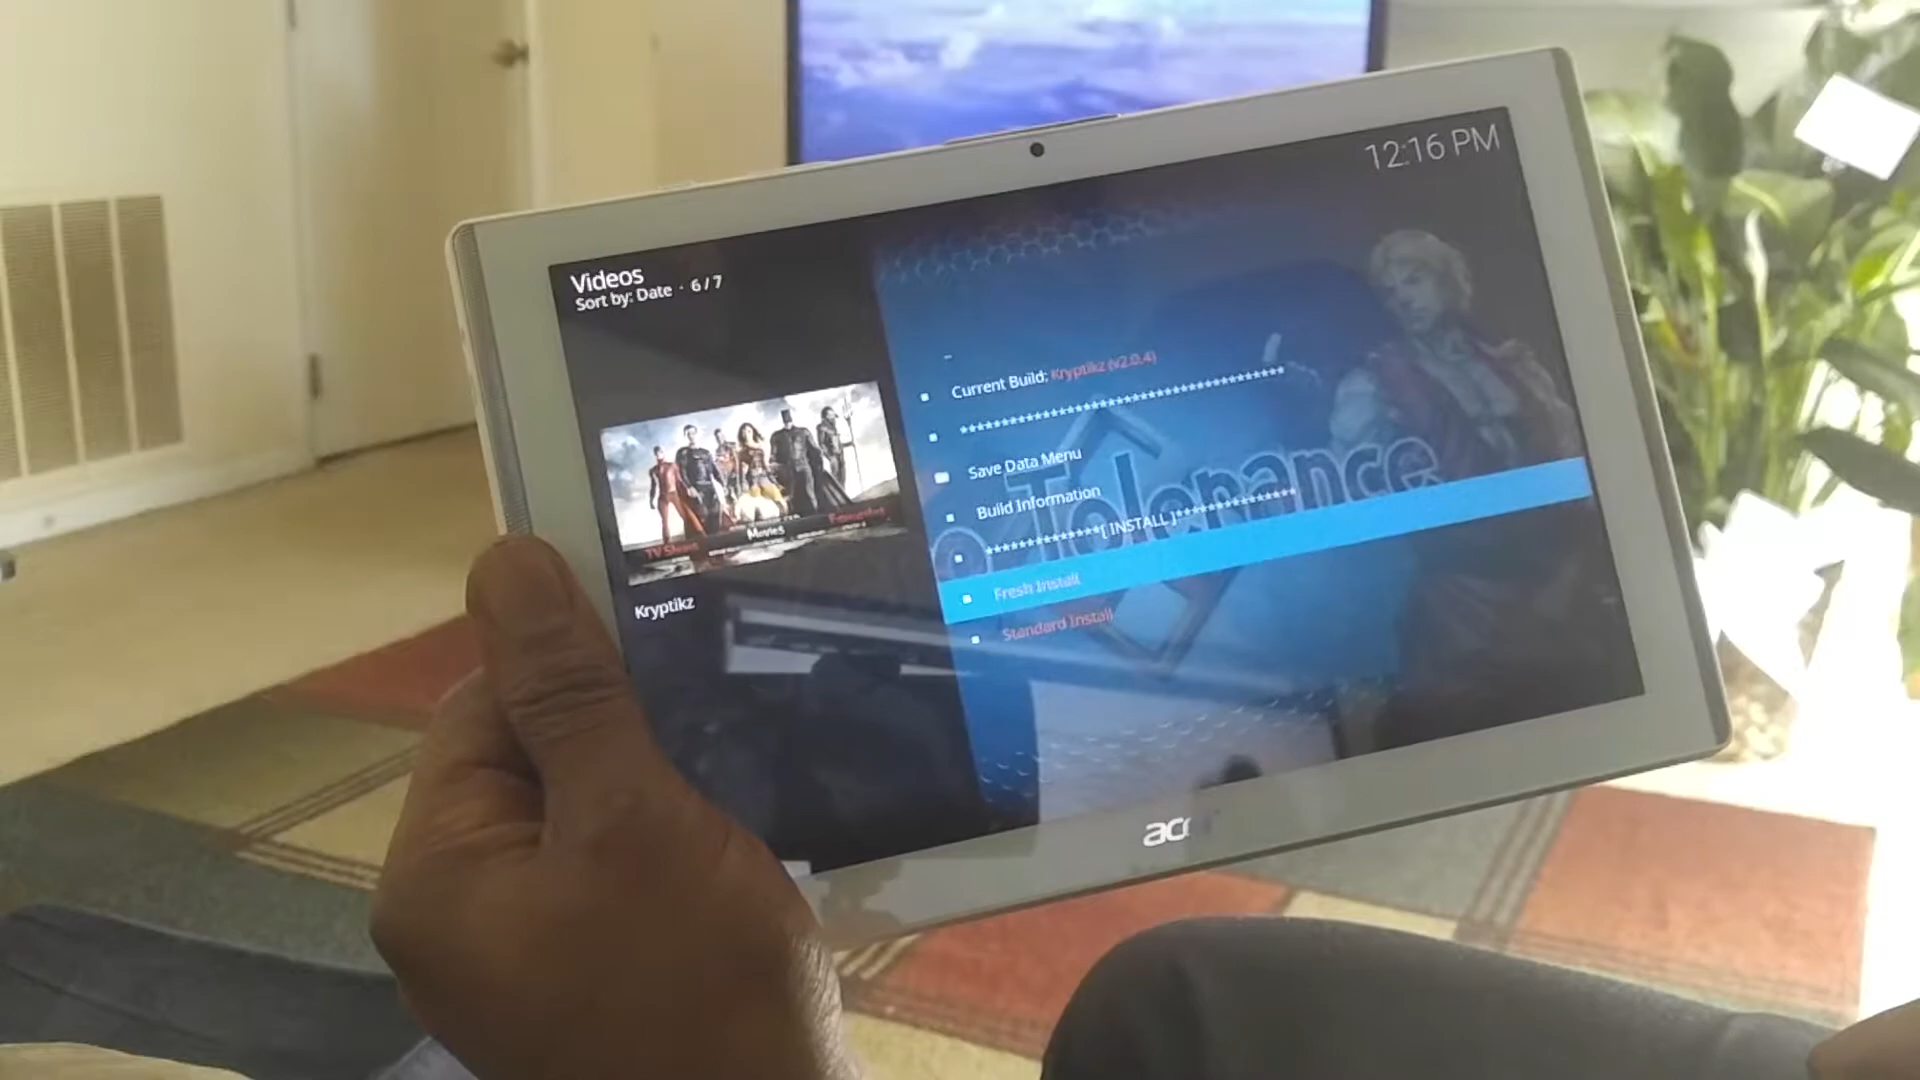 12:16 PM
Videos
Sort by: Date · 6 / 7
..
Current Build: Kryptikz (v2.0.4)
****************************************
Save Data Menu
Build Information
**************[ INSTALL ]**************
Fresh Install
Standard Install
Tolerance
TV Shows Movies
Kryptikz
acer